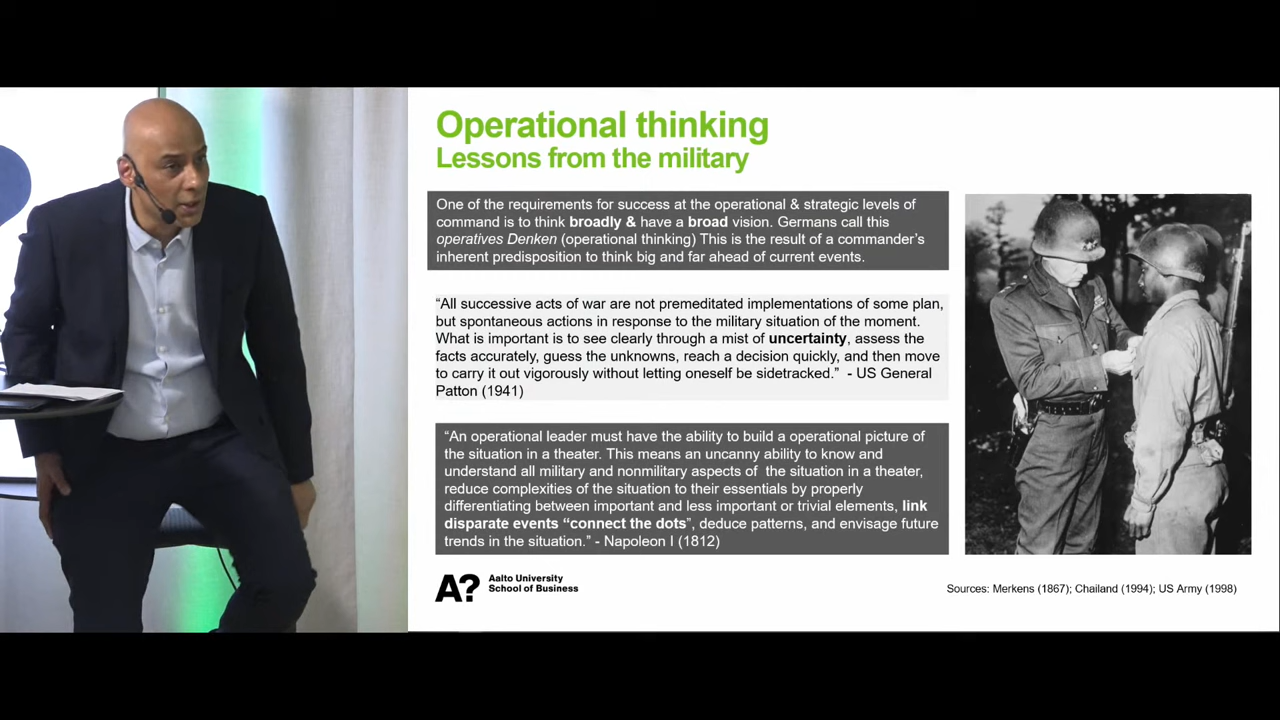 Operational thinking
Lessons from the military
One of the requirements for success at the operational & strategic levels of
command is to think broadly & have a broad vision. Germans call this
operatives Denken (operational thinking) This is the result of a commander's
inherent predisposition to think big and far ahead of current events.
“All successive acts of war are not premeditated implementations of some plan,
but spontaneous actions in response to the military situation of the moment.
What is important is to see clearly through a mist of uncertainty, assess the
facts accurately, guess the unknowns, reach a decision quickly, and then move
to carry it out vigorously without letting oneself be sidetracked.” - US General
Patton (1941)
“An operational leader must have the ability to build a operational picture of
the situation in a theater. This means an uncanny ability to know and
understand all military and nonmilitary aspects of the situation in a theater,
reduce complexities of the situation to their essentials by properly
differentiating between important and less important or trivial elements, link
disparate events “connect the dots”, deduce patterns, and envisage future
trends in the situation.” - Napoleon I (1812)
A?
Aalto University
School of Business
Sources: Merkens (1867); Chailand (1994); US Army (1998)